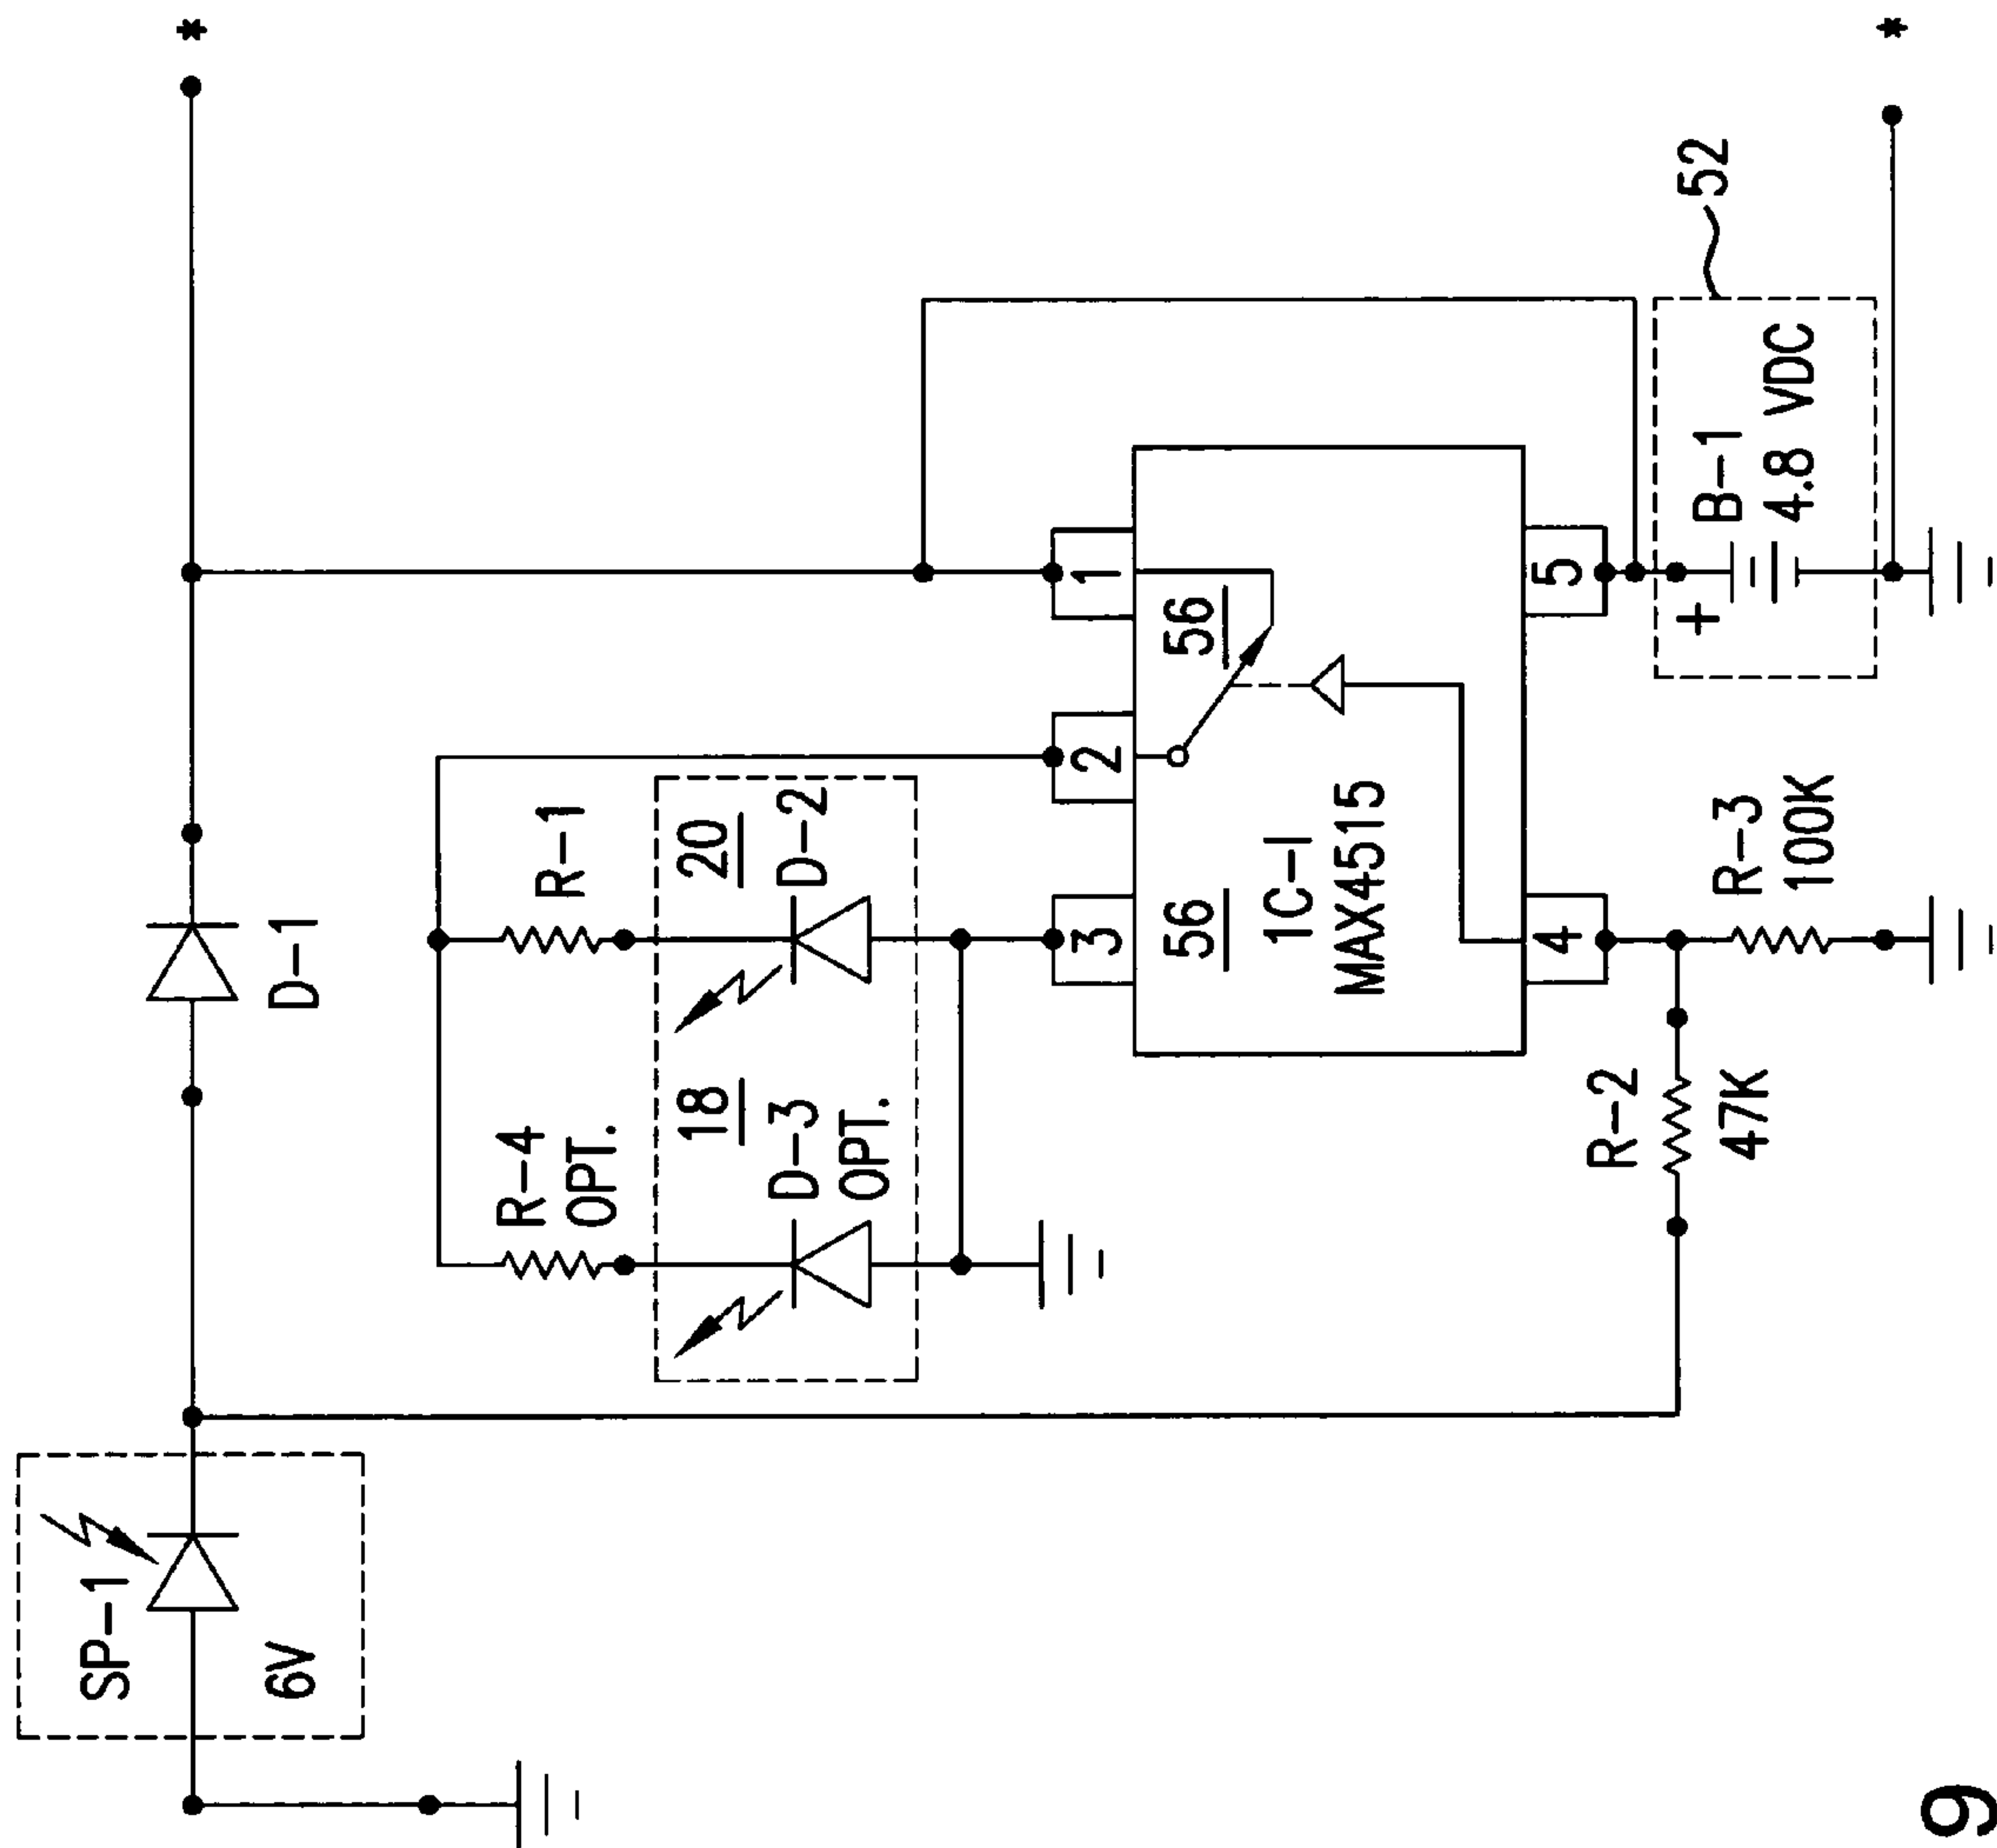 SP-1
*
6V
D-1
R-4
OPT.
R-1
18
20
D-3
OPT.
D-2
3
2
1
56
56
1C-I
MAX4515
4
5
R-2
47K
R-3
100K
+
B-1
4.8 VDC
52
*
9